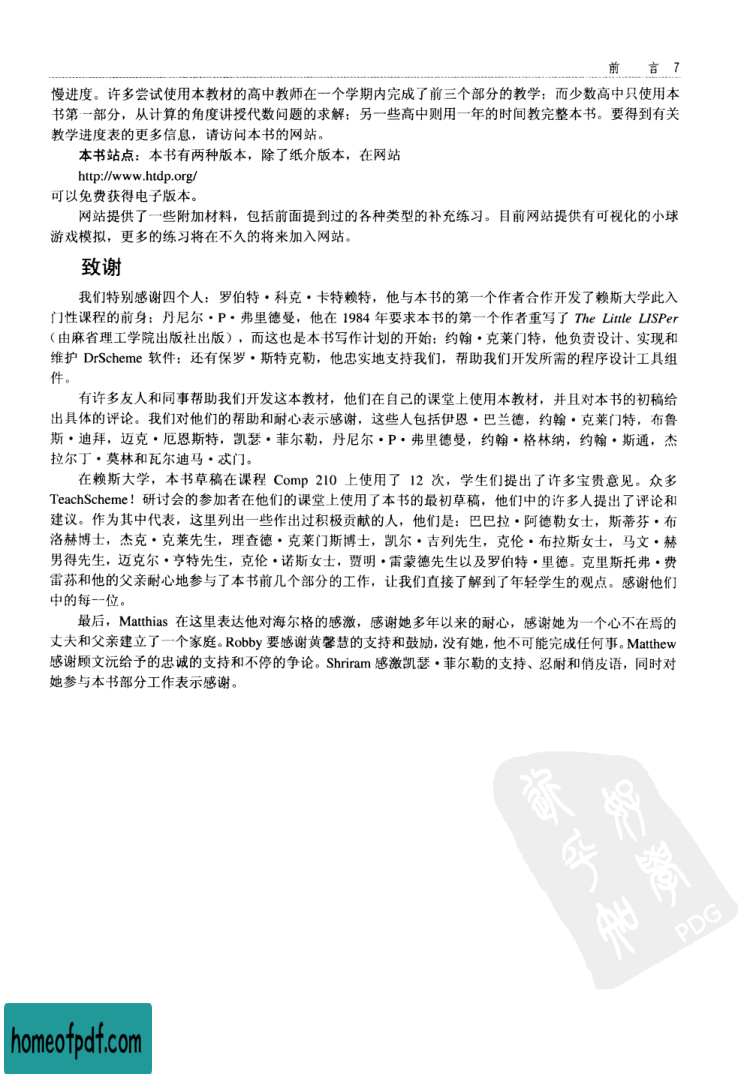 前 言 7
慢进度。许多尝试使用本教材的高中教师在一个学期内完成了前三个部分的教学；而少数高中只使用本
书第一部分，从计算的角度讲授代数问题的求解；另一些高中则用一年的时间教完整本书。要得到有关
教学进度表的更多信息，请访问本书的网站。
本书站点：本书有两种版本，除了纸介版本，在网站
http://www.htdp.org/
可以免费获得电子版本。
网站提供了一些附加材料，包括前面提到过的各种类型的补充练习。目前网站提供有可视化的小球
游戏模拟，更多的练习将在不久的将来加入网站。
致谢
我们特别感谢四个人：罗伯特·科克·卡特赖特，他与本书的第一个作者合作开发了赖斯大学此入
门性课程的前身；丹尼尔·P·弗里德曼，他在 1984 年要求本书的第一个作者重写了 The Little LISPer
（由麻省理工学院出版社出版），而这也是本书写作计划的开始；约翰·克莱门特，他负责设计、实现和
维护 DrScheme 软件；还有保罗·斯特克勒，他忠实地支持我们，帮助我们开发所需的程序设计工具组
件。
有许多友人和同事帮助我们开发这本教材，他们在自己的课堂上使用本教材，并且对本书的初稿给
出具体的评论。我们对他们的帮助和耐心表示感谢，这些人包括伊恩·巴兰德，约翰·克莱门特，布鲁
斯·迪拜，迈克·厄恩斯特，凯瑟·菲尔勒，丹尼尔·P·弗里德曼，约翰·格林纳，约翰·斯通，杰
拉尔丁·莫林和瓦尔迪马·忒门。
在赖斯大学，本书草稿在课程 Comp 210 上使用了 12 次，学生们提出了许多宝贵意见。众多
TeachScheme！研讨会的参加者在他们的课堂上使用了本书的最初草稿，他们中的许多人提出了评论和
建议。作为其中代表，这里列出一些作出过积极贡献的人，他们是：巴巴拉·阿德勒女士，斯蒂芬·布
洛赫博士，杰克·克莱先生，理查德·克莱门斯博士，凯尔·吉列先生，克伦·布拉斯女士，马文·赫
男得先生，迈克尔·亨特先生，克伦·诺斯女士，贾明·雷蒙德先生以及罗伯特·里德。克里斯托弗·费
雷荪和他的父亲耐心地参与了本书前几个部分的工作，让我们直接了解到了年轻学生的观点。感谢他们
中的每一位。
最后，Matthias 在这里表达他对海尔格的感激，感谢她多年以来的耐心，感谢她为一个心不在焉的
丈夫和父亲建立了一个家庭。Robby 要感谢黄馨慧的支持和鼓励，没有她，他不可能完成任何事。Matthew
感谢顾文沅给予的忠诚的支持和不停的争论。Shriram 感激凯瑟·菲尔勒的支持、忍耐和俏皮语，同时对
她参与本书部分工作表示感谢。
PDG
homeofpdf.com